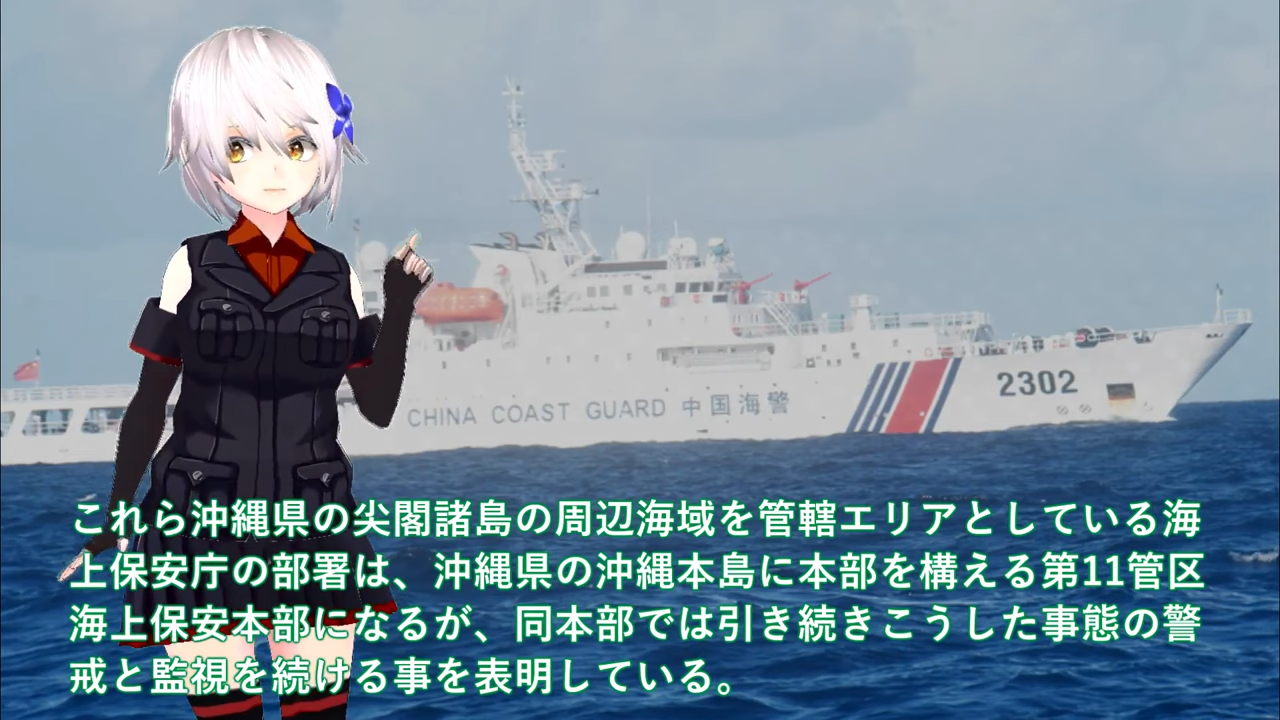 CHINA COAST GUARD 中国海警
2302
これら沖縄県の尖閣諸島の周辺海域を管轄エリアとしている海
上保安庁の部署は、沖縄県の沖縄本島に本部を構える第11管区
海上保安本部になるが、同本部では引き続きこうした事態の警
戒と監視を続ける事を表明している。